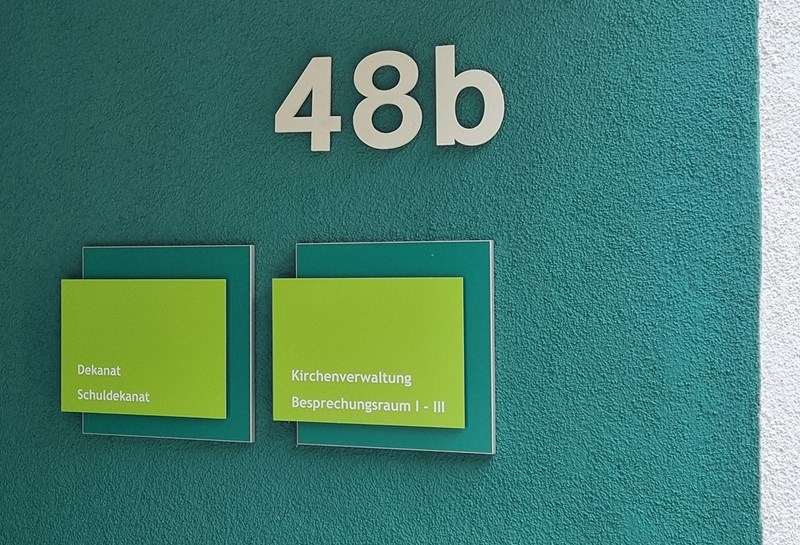 48b
Dekanat
Schuldekanat
Kirchenverwaltung
Besprechungsraum I - III